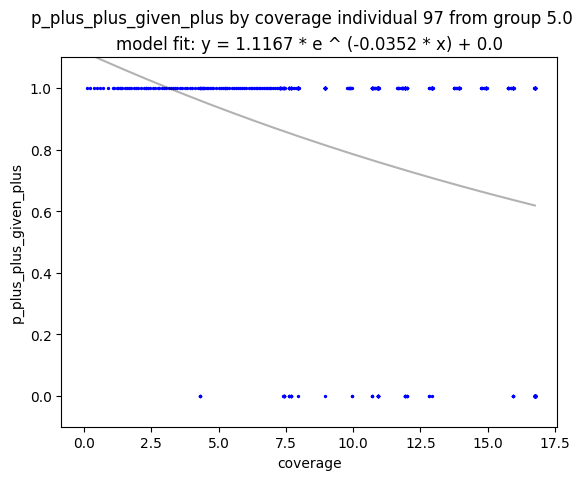 p_plus_plus_given_plus by coverage individual 97 from group 5.0
model fit: y = 1.1167 * e ^ (-0.0352 * x) + 0.0
1.0
0.8
0.6
0.4
0.2
0.0
p_plus_plus_given_plus
0.0 2.5 5.0 7.5 10.0 12.5 15.0 17.5
coverage